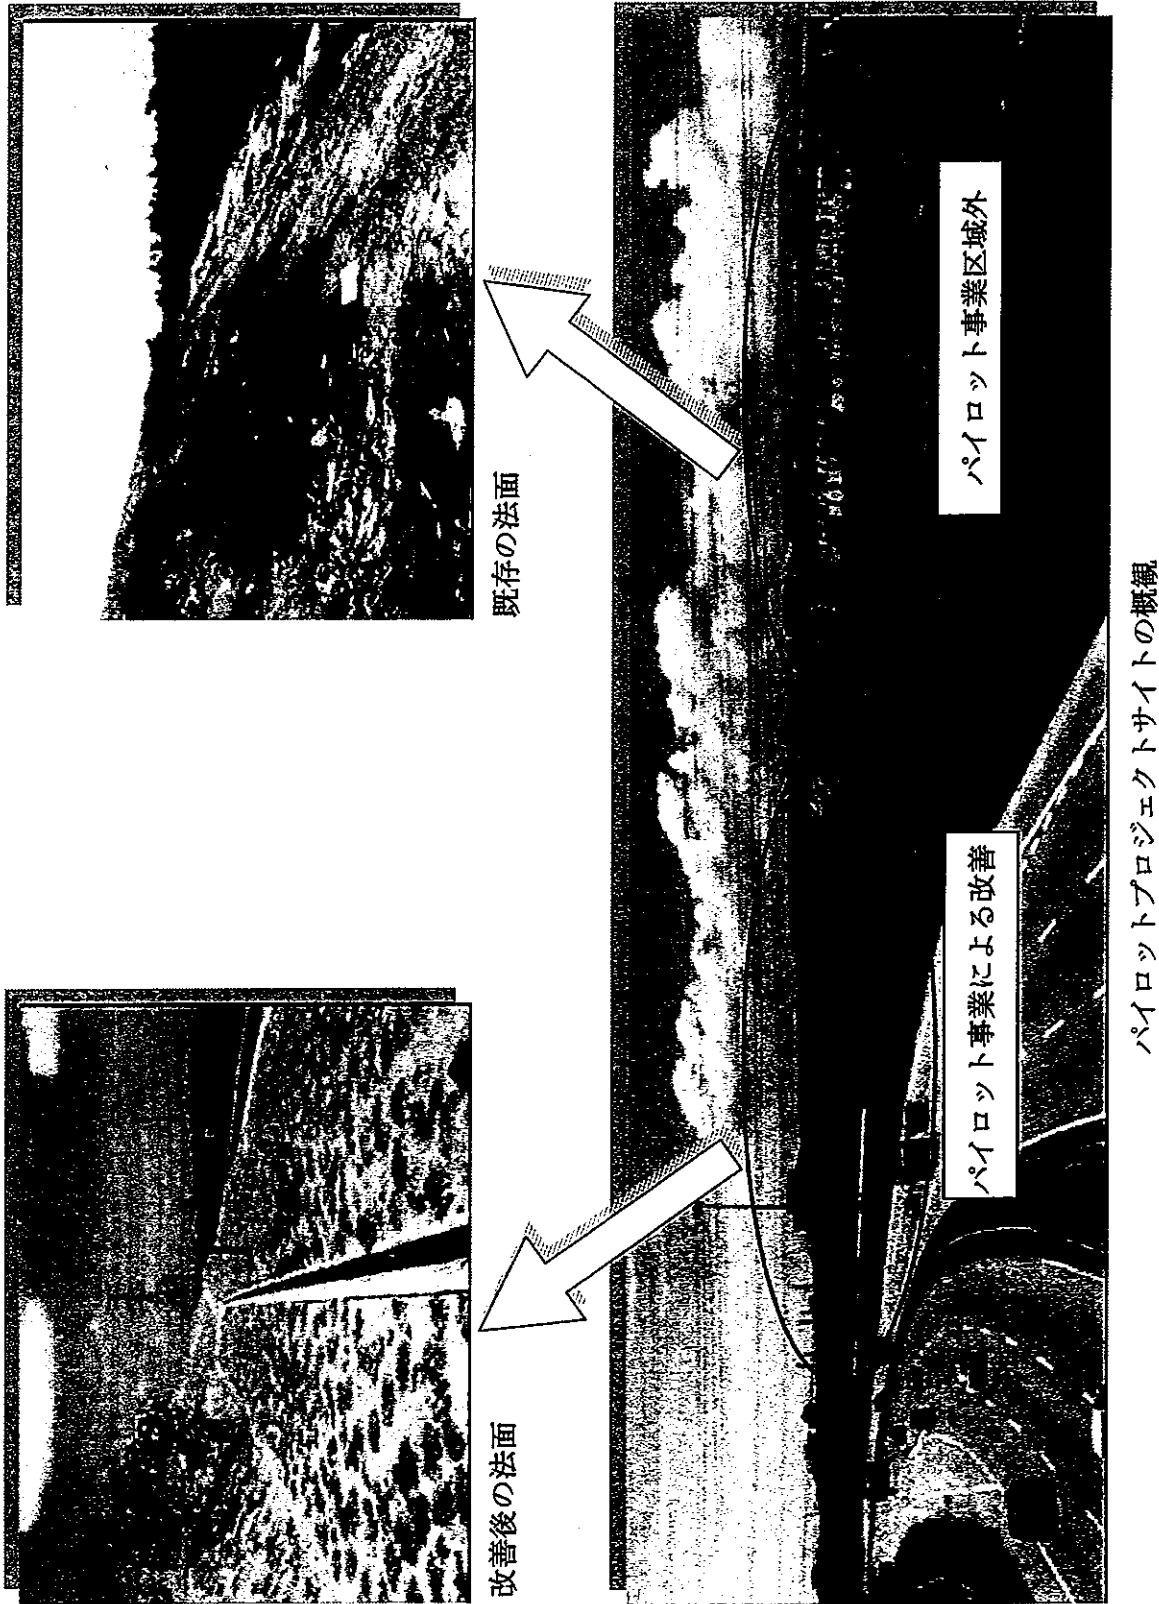 改善後の法面
既存の法面
パイロット事業による改善
パイロット事業区域外
パイロットプロジェクトサイトの概観